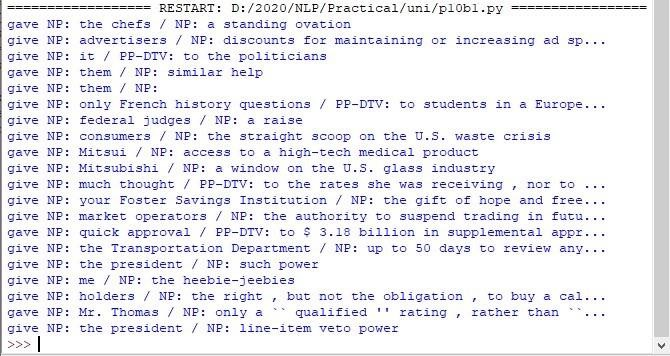 =================== RESTART: D:/2020/NLP/Practical/uni/p10b1.py ===================
gave NP: the chefs / NP: a standing ovation
give NP: advertisers / NP: discounts for maintaining or increasing ad sp...
give NP: it / PP-DTV: to the politicians
gave NP: them / NP: similar help
give NP: them / NP:
give NP: only French history questions / PP-DTV: to students in a Europe...
give NP: federal judges / NP: a raise
give NP: consumers / NP: the straight scoop on the U.S. waste crisis
gave NP: Mitsui / NP: access to a high-tech medical product
give NP: Mitsubishi / NP: a window on the U.S. glass industry
give NP: much thought / PP-DTV: to the rates she was receiving , nor to ...
give NP: your Foster Savings Institution / NP: the gift of hope and free...
give NP: market operators / NP: the authority to suspend trading in futu...
gave NP: quick approval / PP-DTV: to $ 3.18 billion in supplemental appr...
give NP: the Transportation Department / NP: up to 50 days to review any...
give NP: the president / NP: such power
give NP: me / NP: the heebie-jeebies
give NP: holders / NP: the right , but not the obligation , to buy a cal...
gave NP: Mr. Thomas / NP: only a `` qualified '' rating , rather than ``...
give NP: the president / NP: line-item veto power
>>>